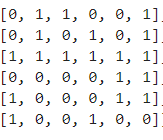 [0, 1, 1, 0, 0, 1]
[0, 1, 0, 1, 0, 1]
[1, 1, 1, 1, 1, 1]
[0, 0, 0, 0, 1, 1]
[1, 0, 0, 0, 1, 1]
[1, 0, 0, 1, 0, 0]